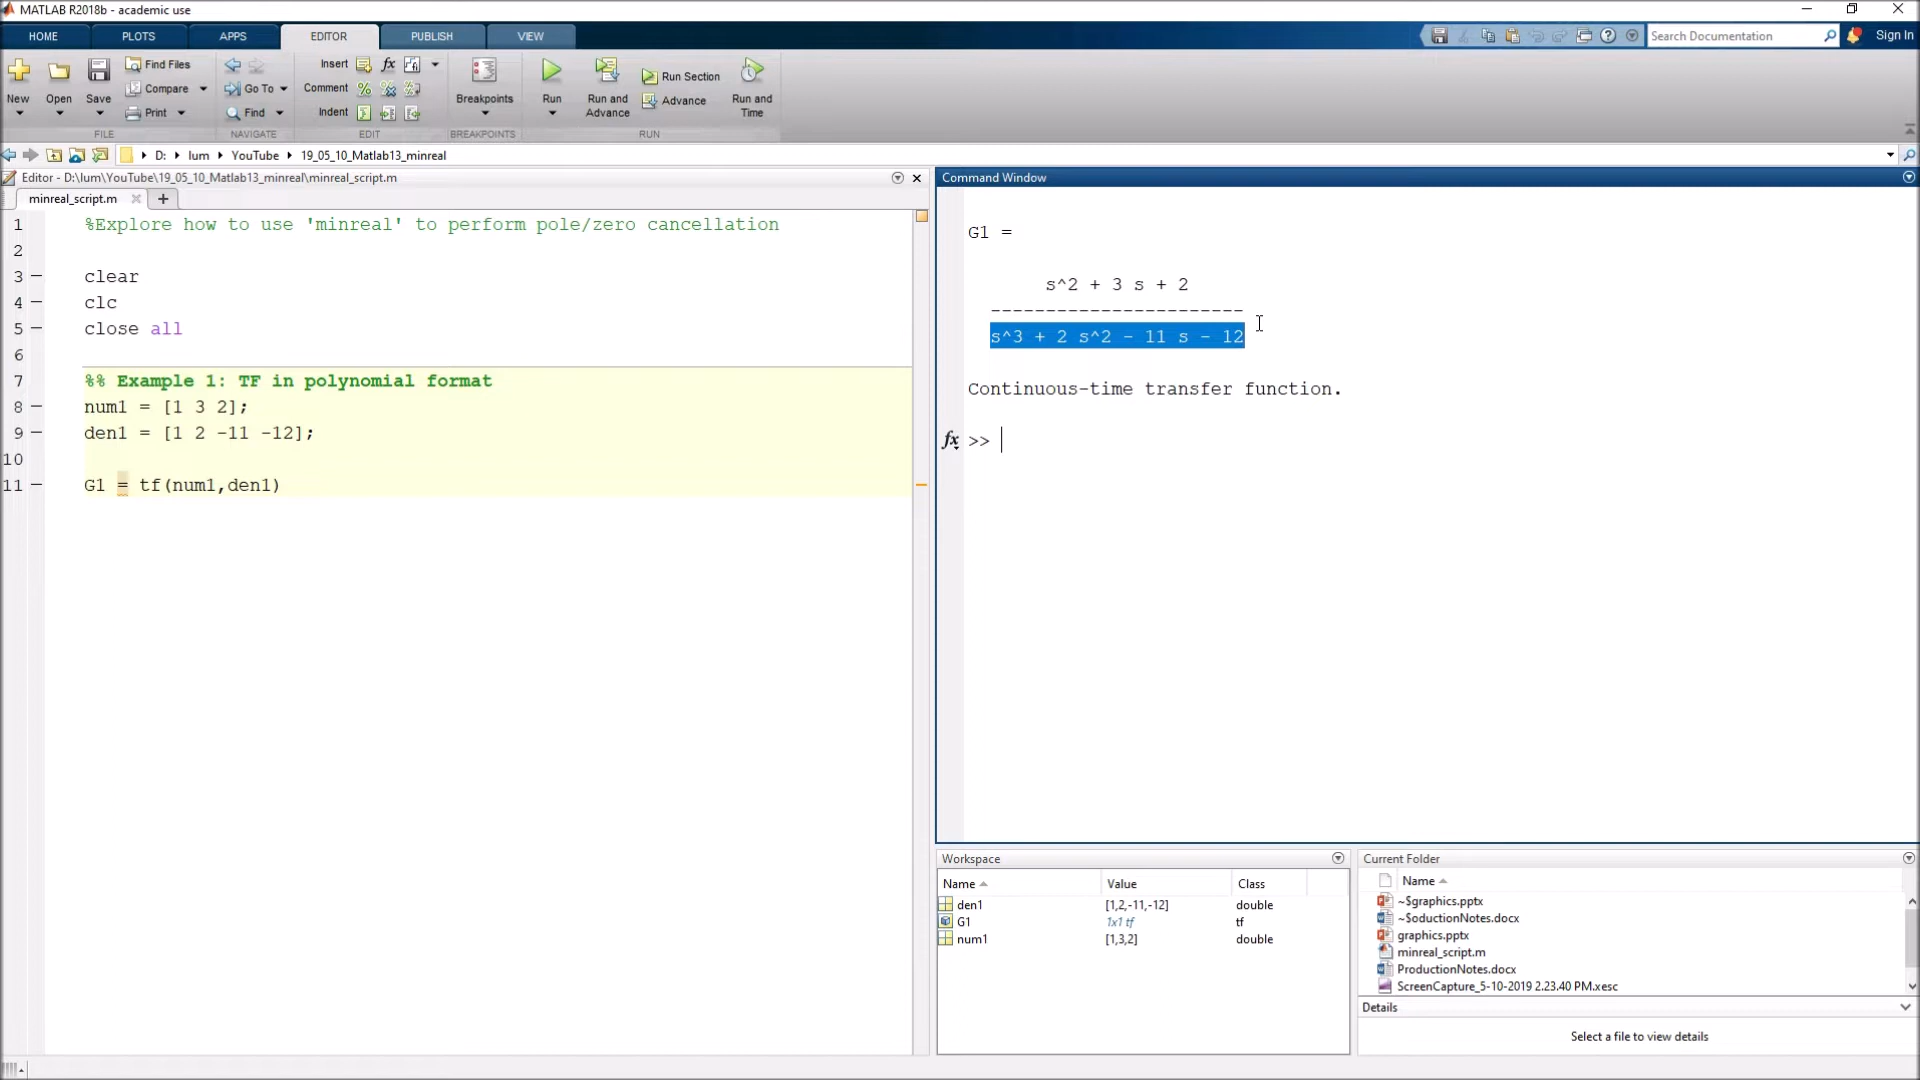 MATLAB R2018b - academic use
HOME PLOTS APPS EDITOR PUBLISH VIEW Search Documentation Sign In
New Open Save Find Files Compare Print Go To Find Insert fx Comment Indent Breakpoints Run Run and Advance Run Section Advance Run and Time
FILE NAVIGATE EDIT BREAKPOINTS RUN
D: lum YouTube 19_05_10_Matlab13_minreal
Editor - D:\lum\YouTube\19_05_10_Matlab13_minreal\minreal_script.m
minreal_script.m
1 %Explore how to use 'minreal' to perform pole/zero cancellation
2
3 clear
4 clc
5 close all
6
7 %% Example 1: TF in polynomial format
8 num1 = [1 3 2];
9 den1 = [1 2 -11 -12];
10
11 G1 = tf(num1,den1)
Command Window
G1 =
s^2 + 3 s + 2
-----------------------
s^3 + 2 s^2 - 11 s - 12
Continuous-time transfer function.
fx >>
Workspace
Name Value Class
den1 [1,2,-11,-12] double
G1 1x1 tf tf
num1 [1,3,2] double
Current Folder
Name
~$graphics.pptx
~$oductionNotes.docx
graphics.pptx
minreal_script.m
ProductionNotes.docx
ScreenCapture_5-10-2019 2.23.40 PM.xesc
Details
Select a file to view details